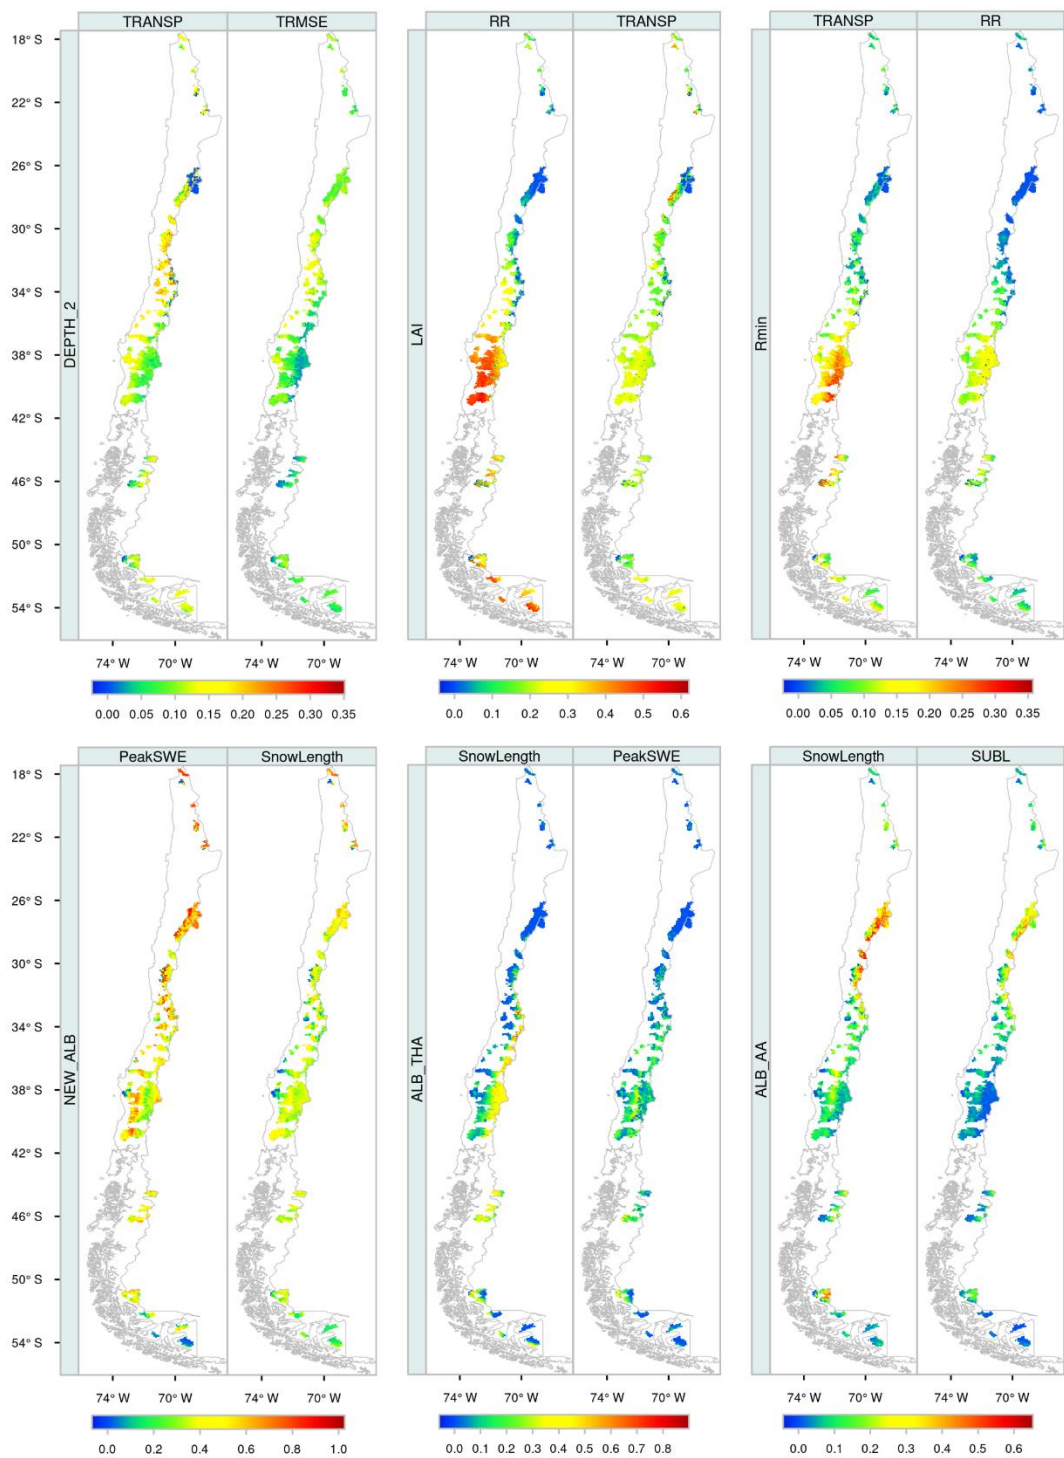 TRANSP TRMSE RR TRANSP TRANSP RR
18° S
22° S
26° S
30° S
34° S
38° S
42° S
46° S
50° S
54° S
DEPTH_2
LAI
Rmin
74° W 70° W 70° W 74° W 70° W 70° W 74° W 70° W 70° W
0.00 0.05 0.10 0.15 0.20 0.25 0.30 0.35
0.0 0.1 0.2 0.3 0.4 0.5 0.6
0.00 0.05 0.10 0.15 0.20 0.25 0.30 0.35
PeakSWE SnowLength SnowLength PeakSWE SnowLength SUBL
18° S
22° S
26° S
30° S
34° S
38° S
42° S
46° S
50° S
54° S
NEW_ALB
ALB_THA
ALB_AA
74° W 70° W 70° W 74° W 70° W 70° W 74° W 70° W 70° W
0.0 0.2 0.4 0.6 0.8 1.0
0.0 0.1 0.2 0.3 0.4 0.5 0.6 0.7 0.8
0.0 0.1 0.2 0.3 0.4 0.5 0.6